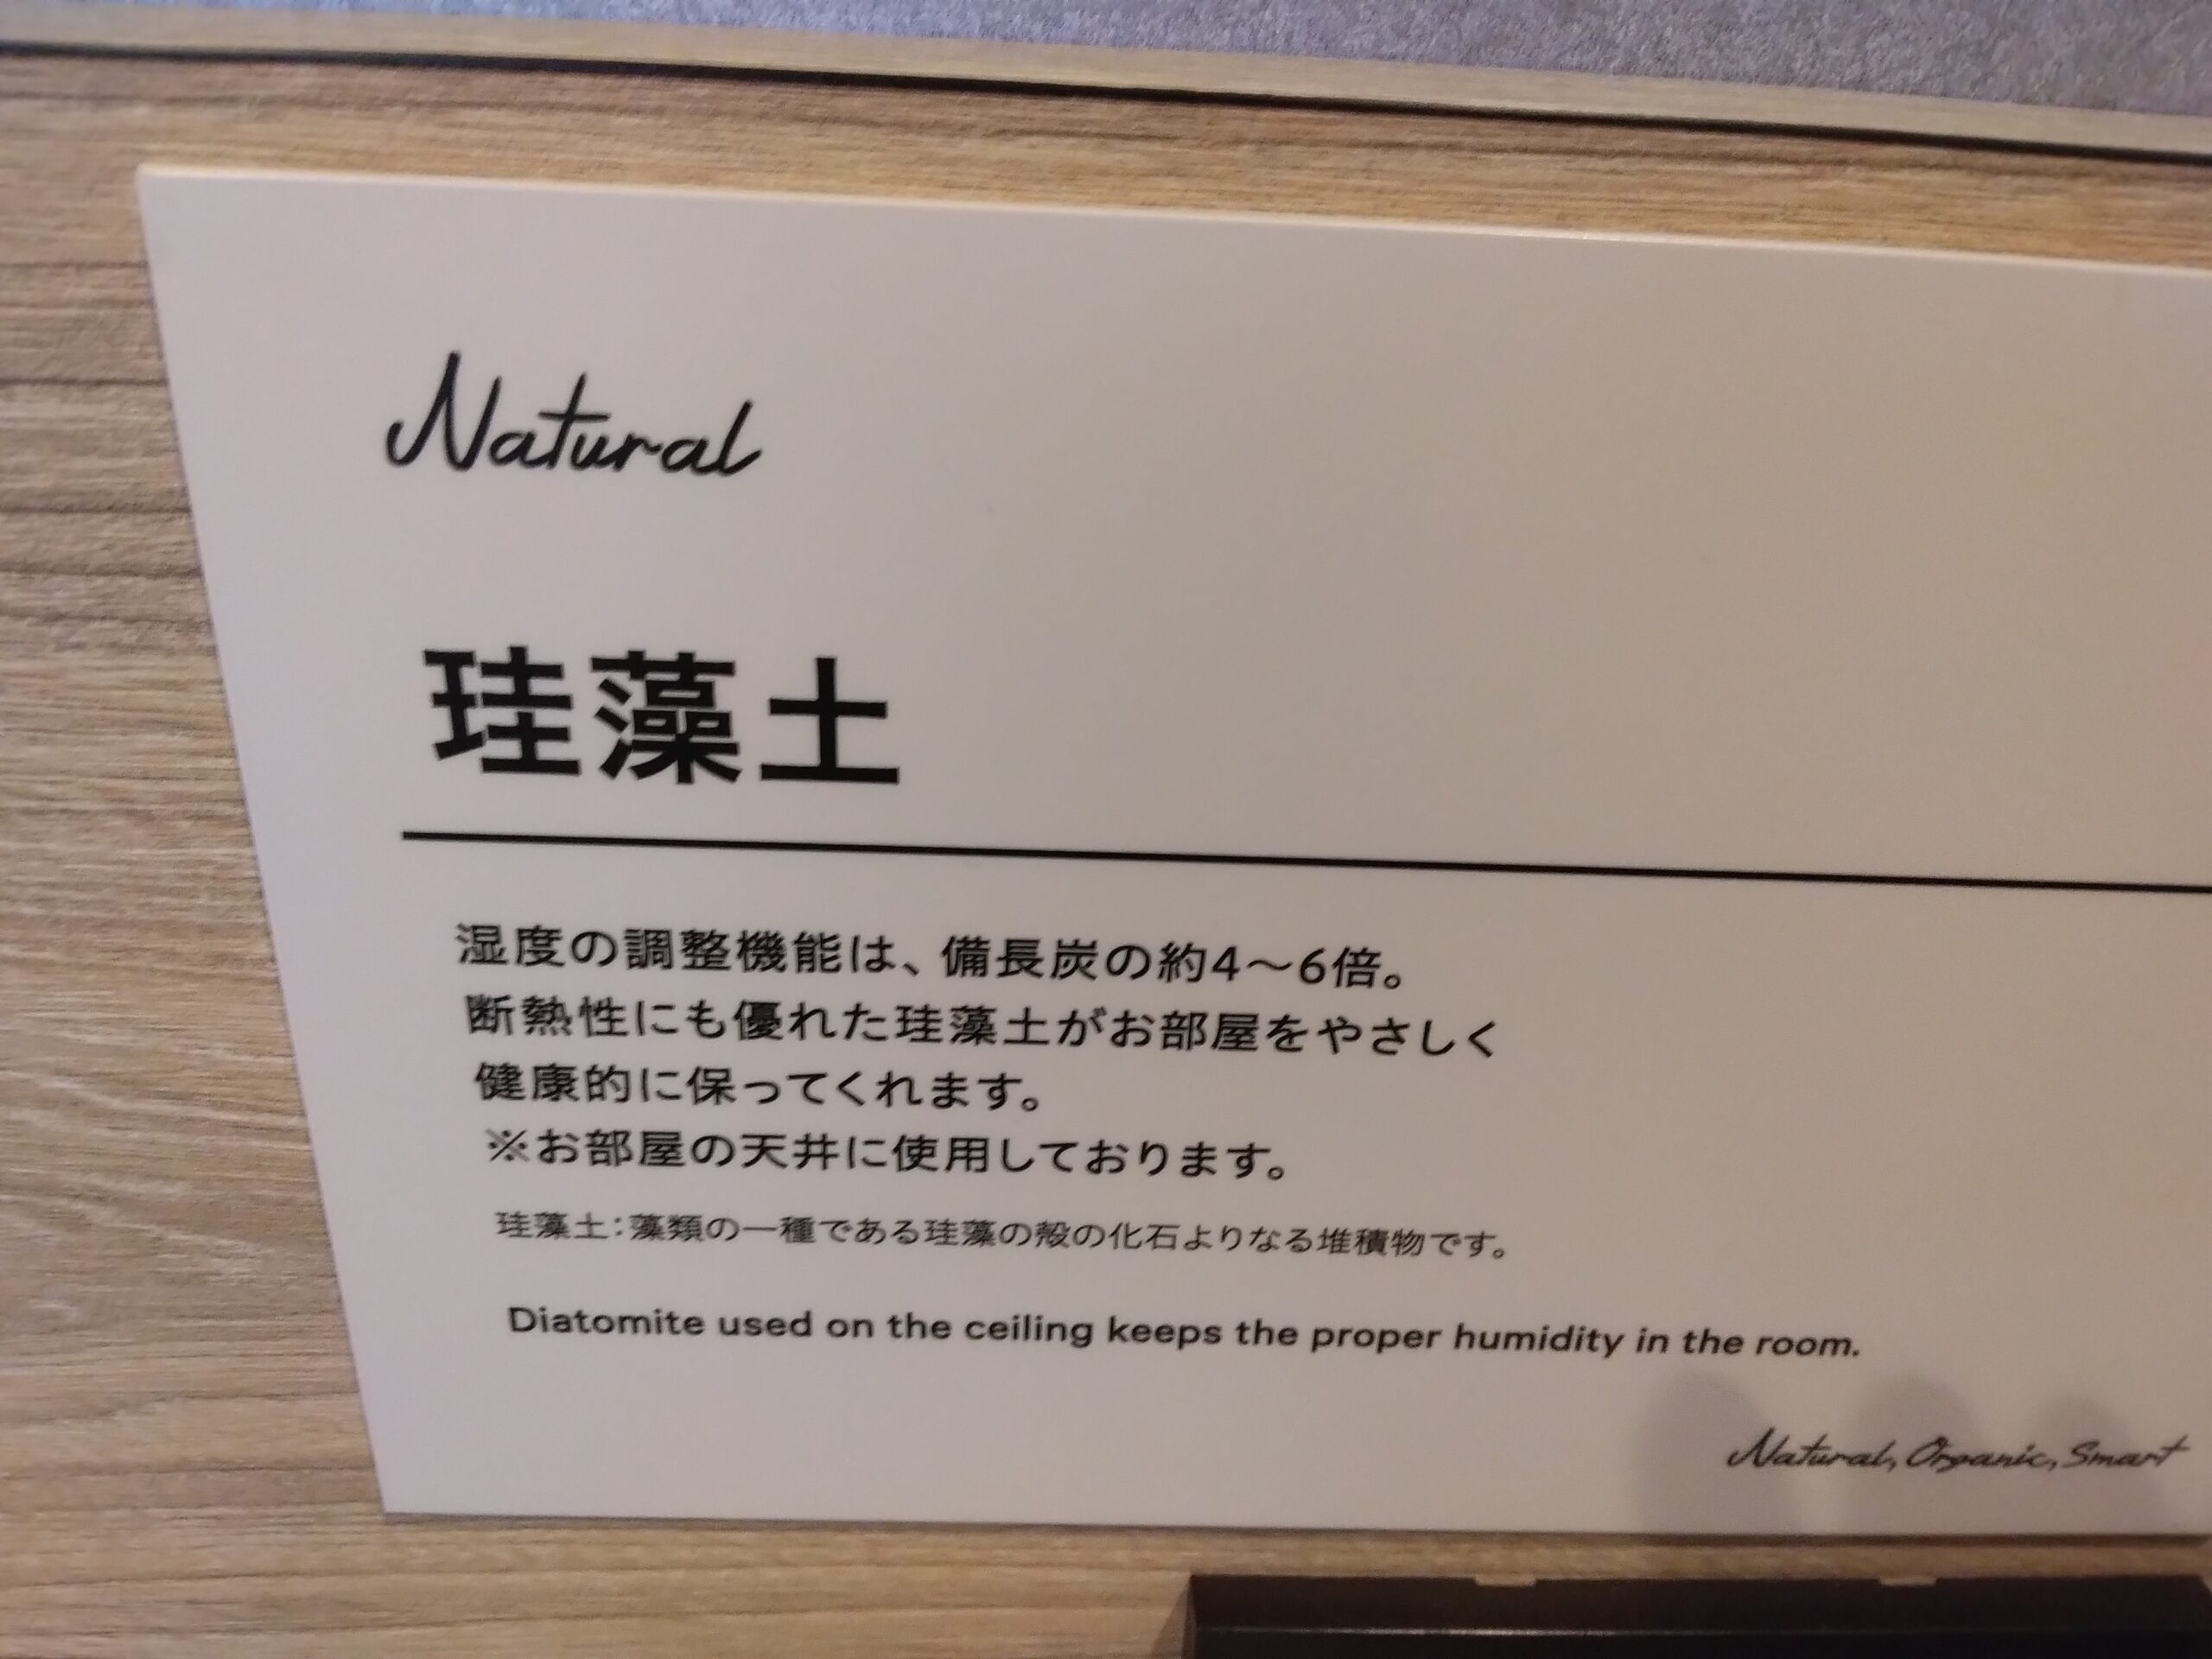 Natural
珪藻土
湿度の調整機能は、備長炭の約4〜6倍。
断熱性にも優れた珪藻土がお部屋をやさしく
健康的に保ってくれます。
※お部屋の天井に使用しております。
珪藻土：藻類の一種である珪藻の殻の化石よりなる堆積物です。
Diatomite used on the ceiling keeps the proper humidity in the room.
Natural, Organic, Smart